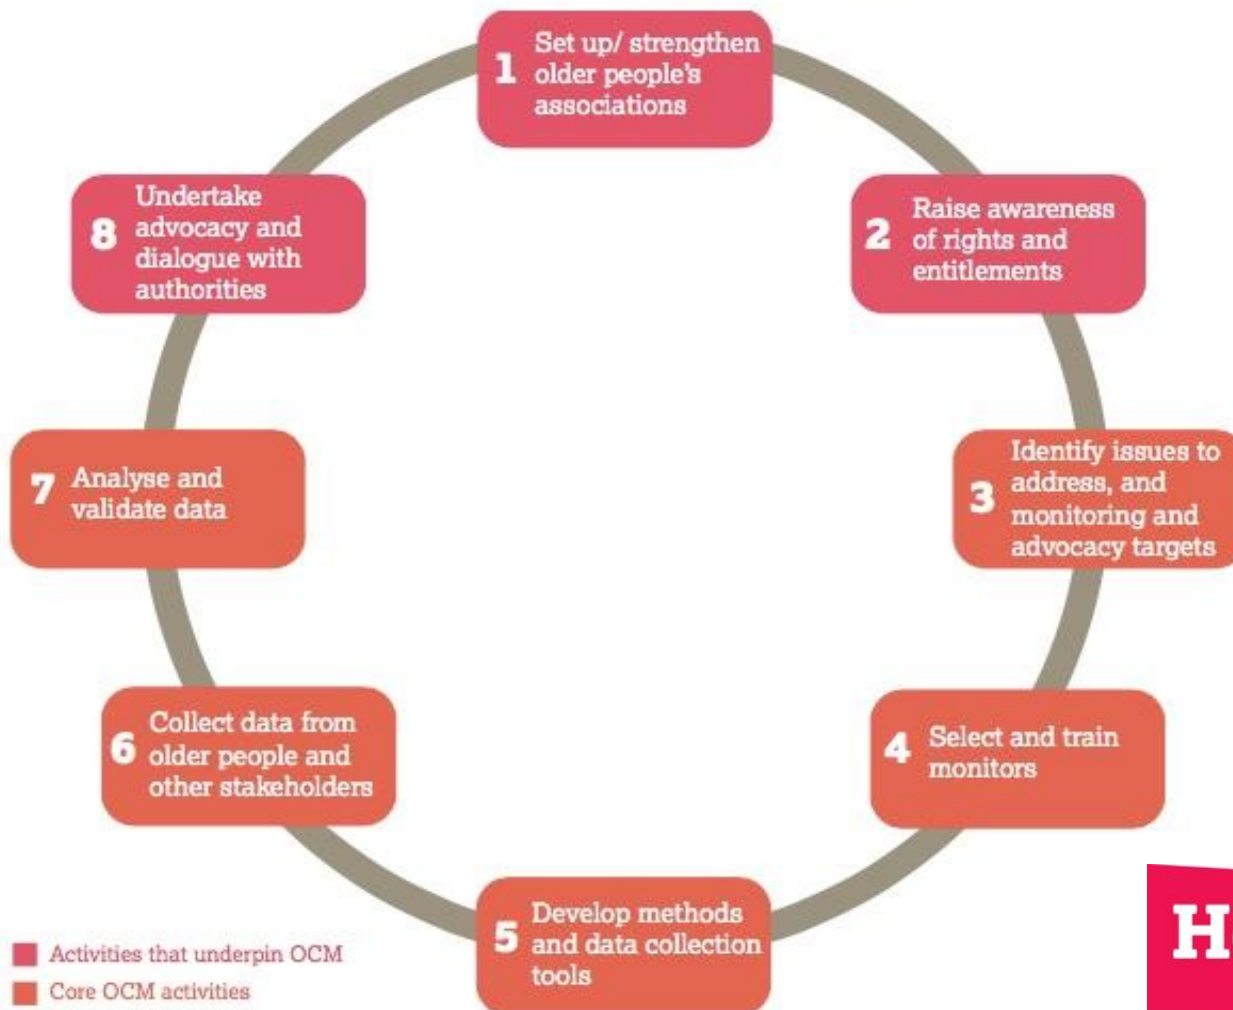 1 Set up/ strengthen
older people's
associations
2 Raise awareness
of rights and
entitlements
3 Identify issues to
address, and
monitoring and
advocacy targets
4 Select and train
monitors
5 Develop methods
and data collection
tools
6 Collect data from
older people and
other stakeholders
7 Analyse and
validate data
8 Undertake
advocacy and
dialogue with
authorities
Activities that underpin OCM
Core OCM activities